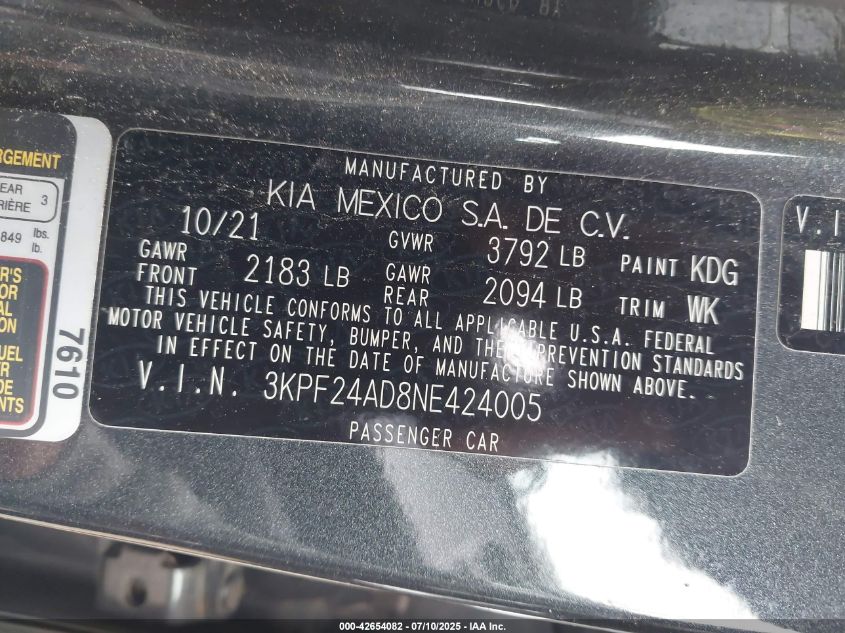 MANUFACTURED BY
KIA MEXICO S.A. DE C.V.
10/21 GVWR 3792 LB PAINT KDG
GAWR FRONT 2183 LB GAWR REAR 2094 LB TRIM WK
THIS VEHICLE CONFORMS TO ALL APPLICABLE U.S.A. FEDERAL
MOTOR VEHICLE SAFETY, BUMPER, AND THEFT PREVENTION STANDARDS
IN EFFECT ON THE DATE OF MANUFACTURE SHOWN ABOVE.
V.I.N. 3KPF24AD8NE424005
PASSENGER CAR
RGEMENT
EAR
RIÈRE 3
849 lbs.
lb.
7610
V.I
000-42654082 - 07/10/2025 - IAA Inc.